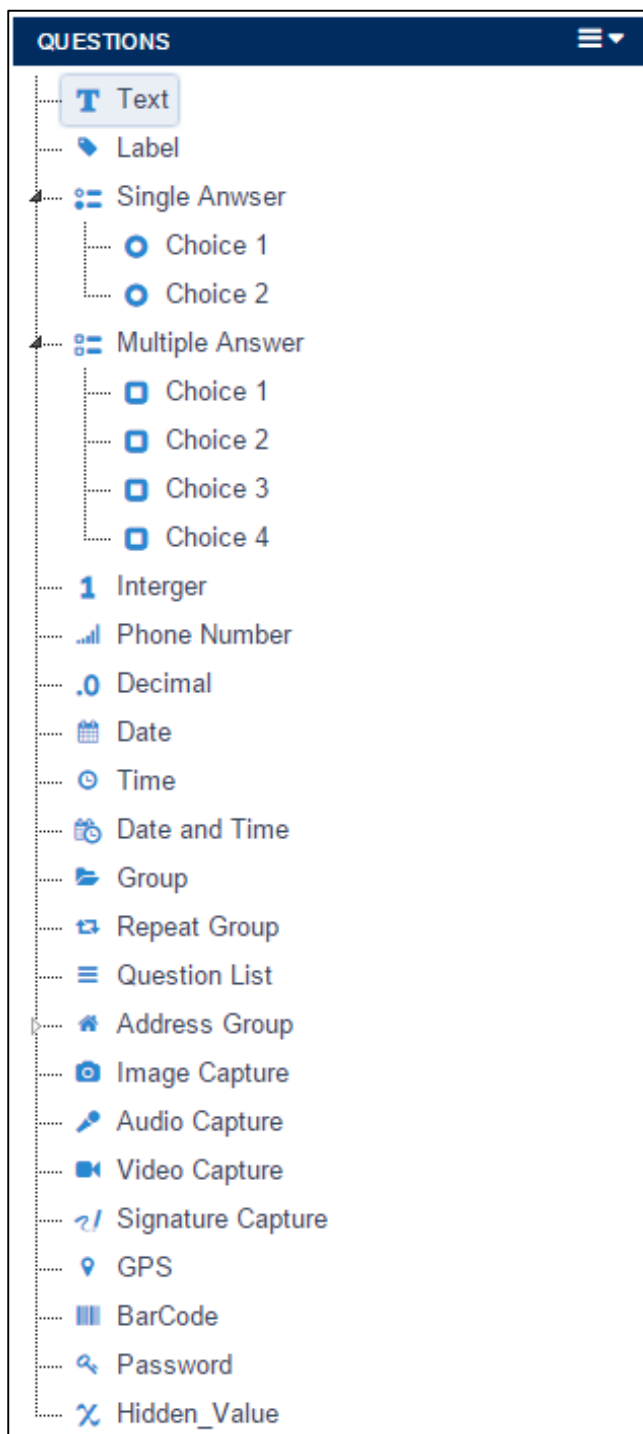 QUESTIONS
Text
Label
Single Anwser
Choice 1
Choice 2
Multiple Answer
Choice 1
Choice 2
Choice 3
Choice 4
Interger
Phone Number
Decimal
Date
Time
Date and Time
Group
Repeat Group
Question List
Address Group
Image Capture
Audio Capture
Video Capture
Signature Capture
GPS
BarCode
Password
Hidden_Value